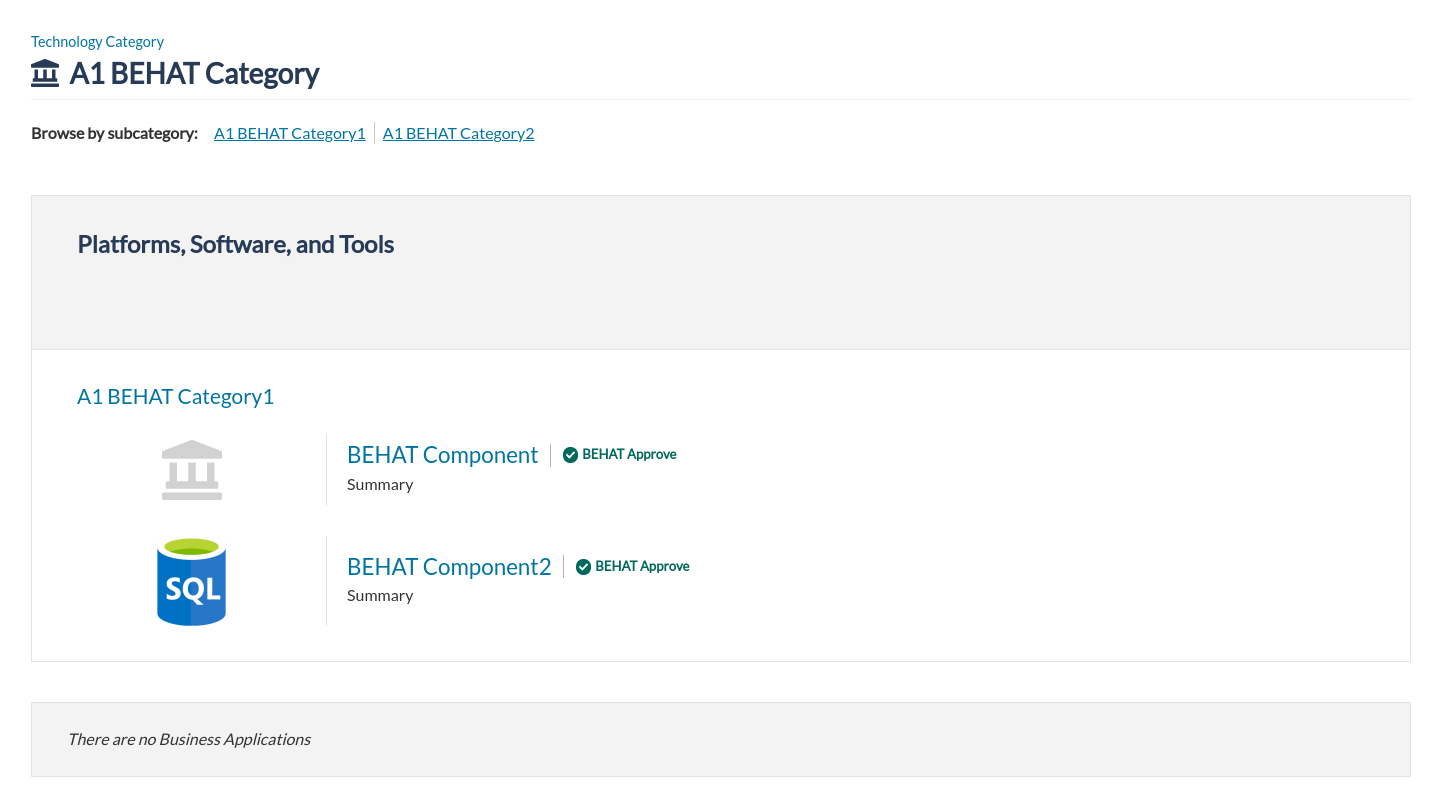 Technology Category
A1 BEHAT Category
Browse by subcategory: A1 BEHAT Category1 A1 BEHAT Category2
Platforms, Software, and Tools
A1 BEHAT Category1
BEHAT Component BEHAT Approve
Summary
SQL
BEHAT Component2 BEHAT Approve
Summary
There are no Business Applications